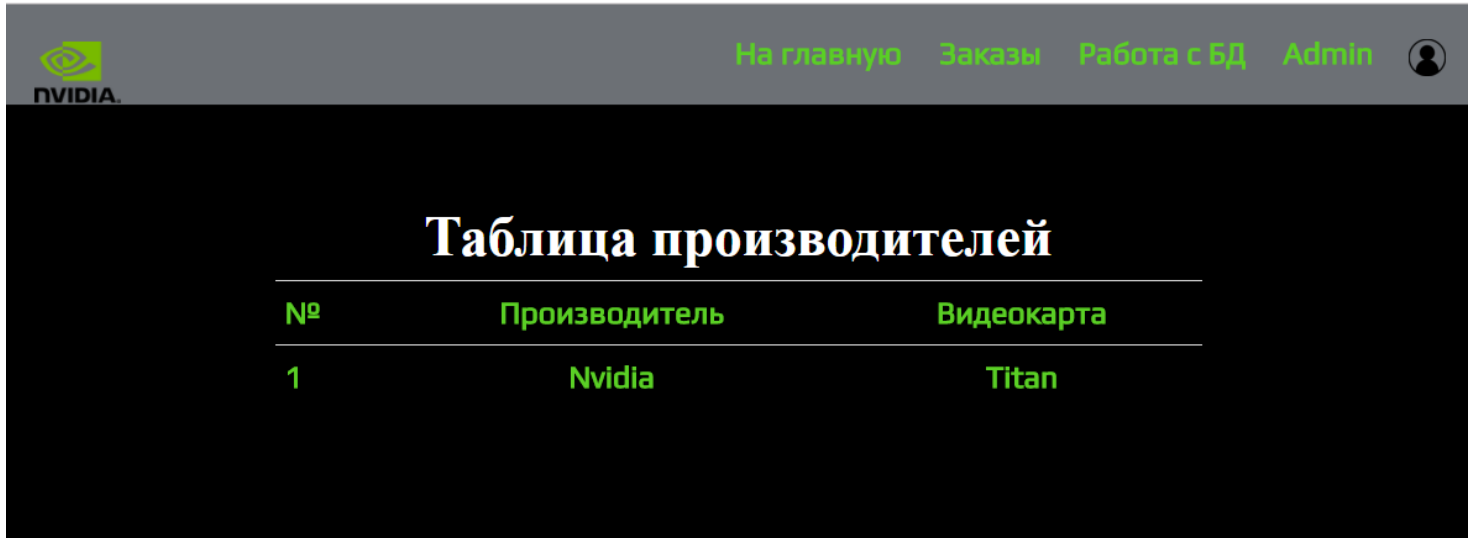 На главную Заказы Работа с БД Admin
NVIDIA.
Таблица производителей
№ Производитель Видеокарта
1 Nvidia Titan